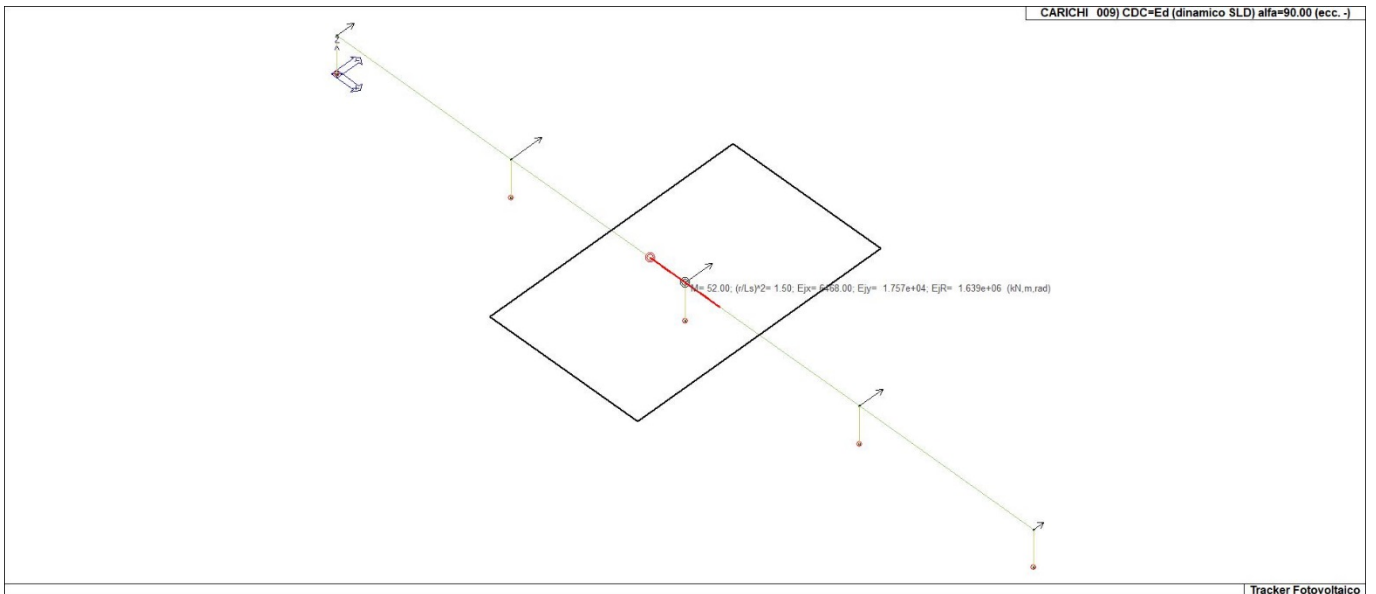 CARICHI 009) CDC=Ed (dinamico SLD) alfa=90.00 (ecc. -)
Z
M= 52.00; (r/Ls)^2= 1.50; Ejx= 6468.00; Ejy= 1.757e+04; EjR= 1.639e+06 (kN,m,rad)
Tracker Fotovoltaico